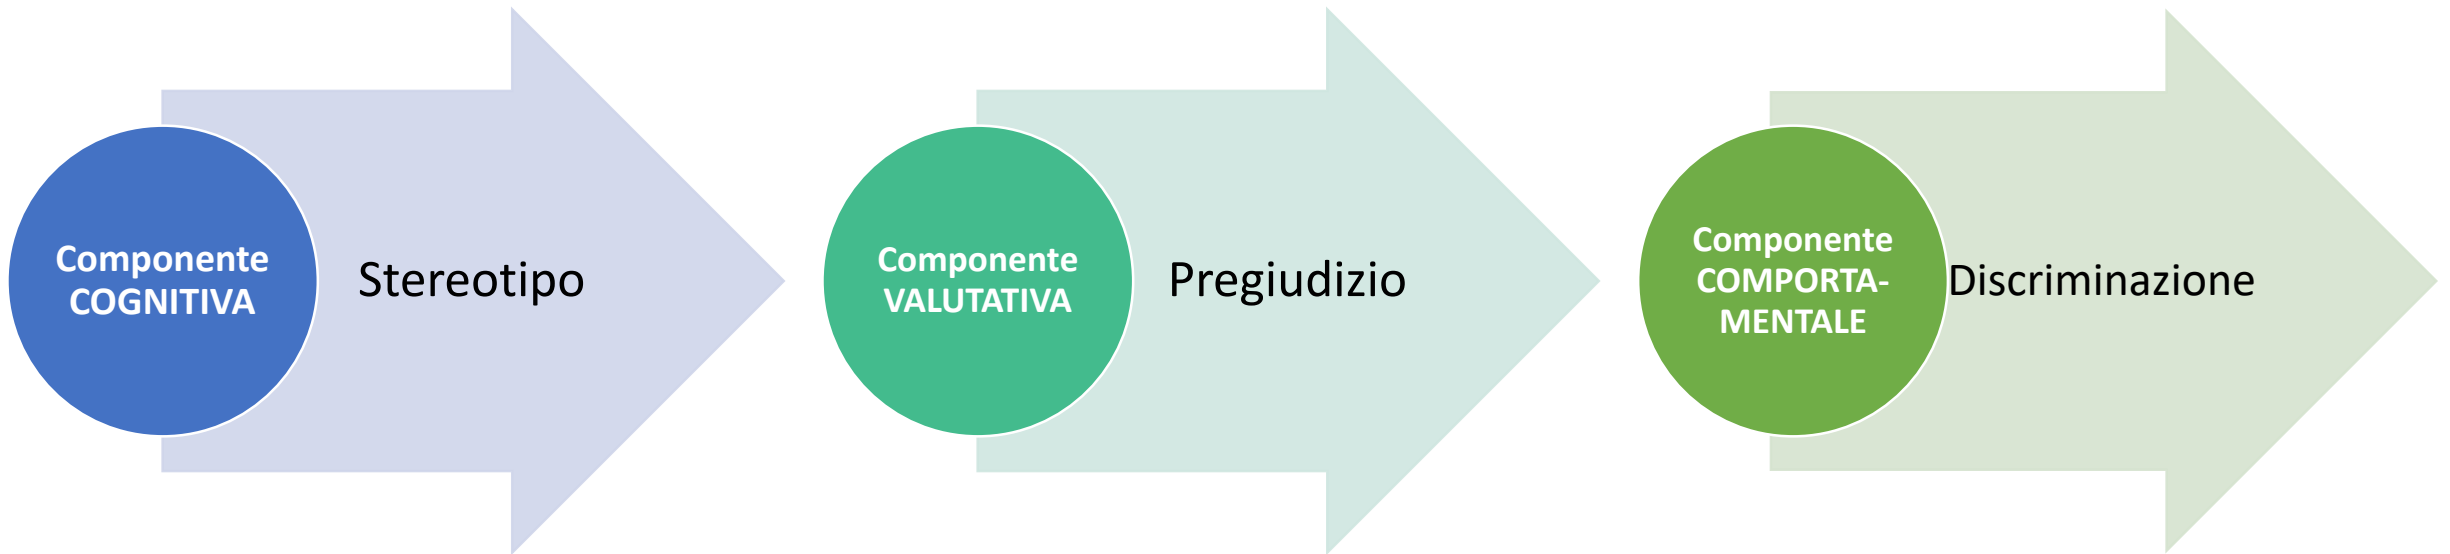 Componente
COGNITIVA
Stereotipo
Componente
VALUTATIVA
Pregiudizio
Componente
COMPORTA-
MENTALE
Discriminazione